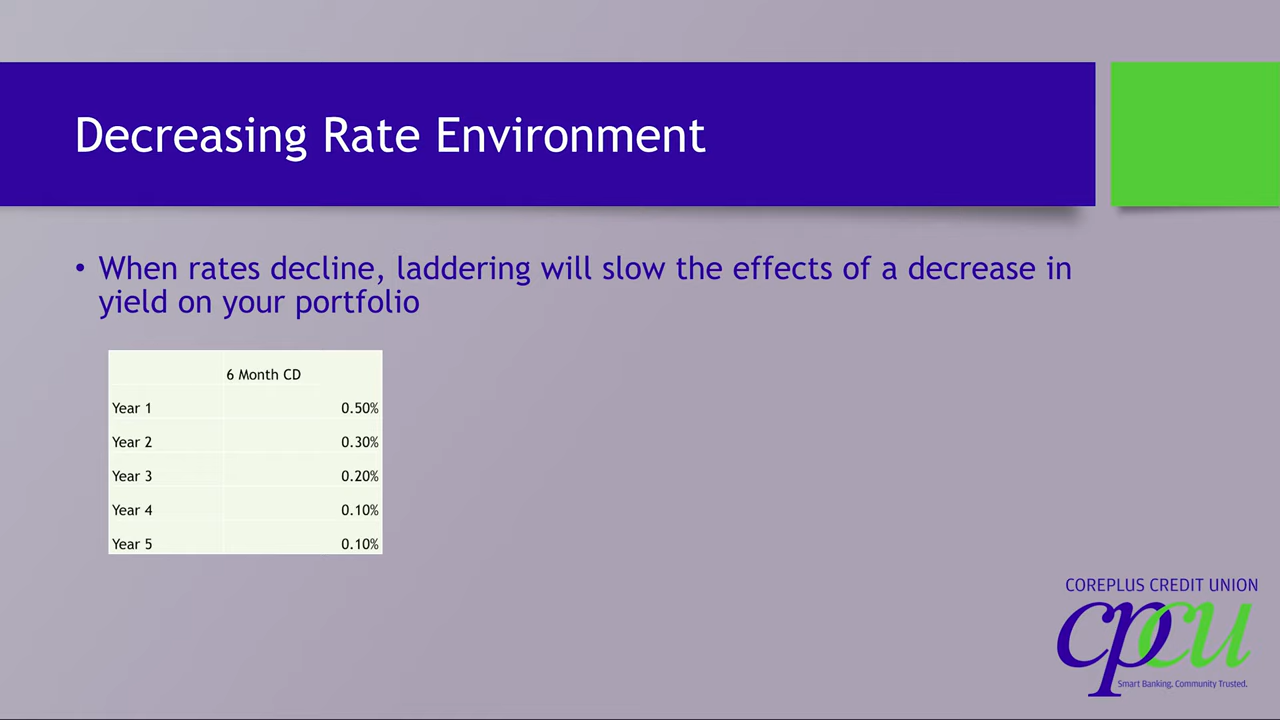 Decreasing Rate Environment
• When rates decline, laddering will slow the effects of a decrease in
yield on your portfolio
6 Month CD
Year 1 0.50%
Year 2 0.30%
Year 3 0.20%
Year 4 0.10%
Year 5 0.10%
COREPLUS CREDIT UNION
cpcu
Smart Banking. Community Trusted.